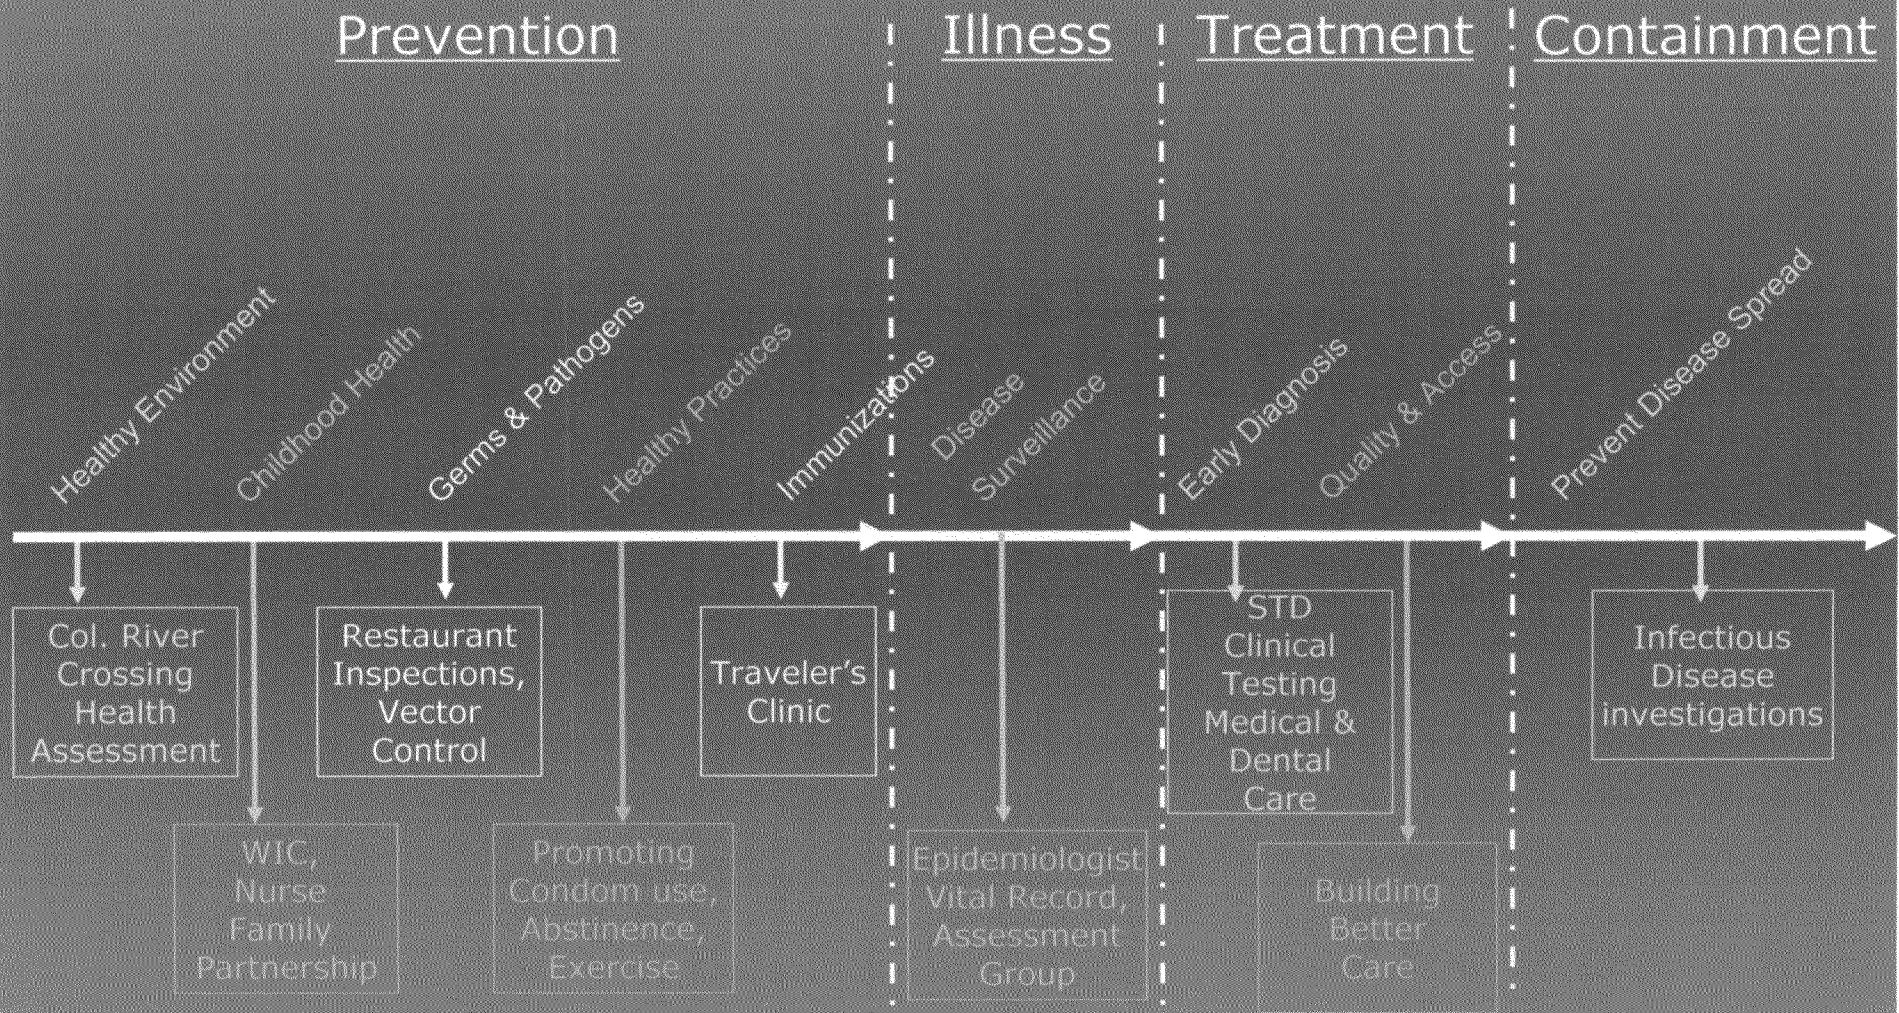 Prevention
Illness
Treatment
Containment
Healthy Environment
Childhood Health
Germs & Pathogens
Healthy Practices
Immunizations
Disease
Surveillance
Early Diagnosis
Quality & Access
Prevent Disease Spread
Col. River
Crossing
Health
Assessment
WIC,
Nurse
Family
Partnership
Restaurant
Inspections,
Vector
Control
Promoting
Condom use,
Abstinence,
Exercise
Traveler's
Clinic
Epidemiologist
Vital Record,
Assessment
Group
STD
Clinical
Testing
Medical &
Dental
Care
Building
Better
Care
Infectious
Disease
investigations